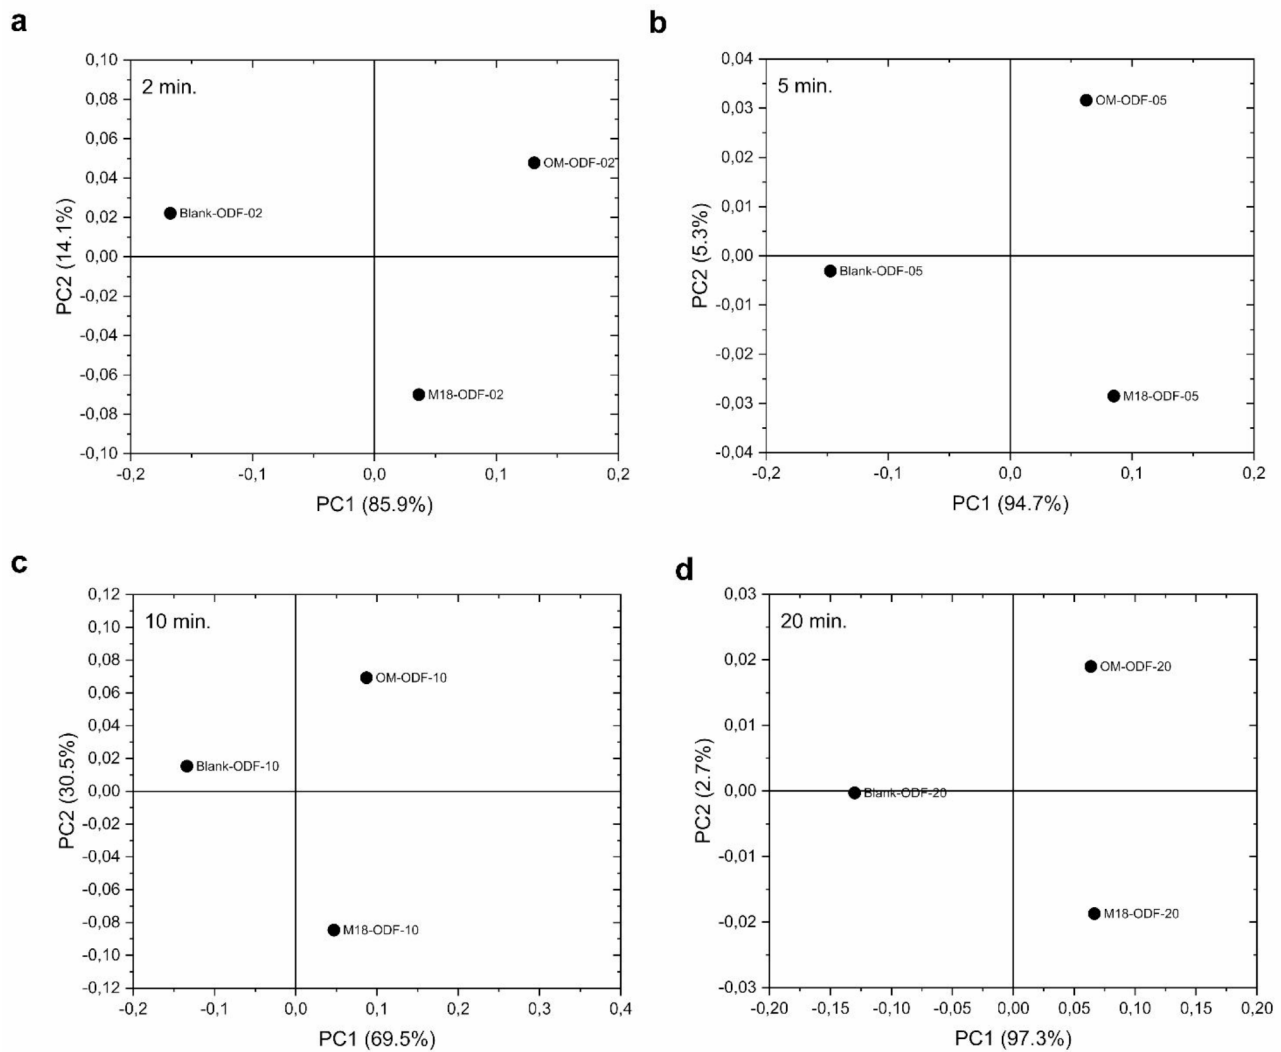 a
2 min.
0,10
0,08
0,06
0,04
0,02
0,00
-0,02
-0,04
-0,06
-0,08
-0,10
PC2 (14.1%)
OM-ODF-02
Blank-ODF-02
M18-ODF-02
-0,2
-0,1
0,0
0,1
0,2
PC1 (85.9%)
b
5 min.
0,04
0,03
0,02
0,01
0,00
-0,01
-0,02
-0,03
-0,04
PC2 (5.3%)
OM-ODF-05
Blank-ODF-05
M18-ODF-05
-0,2
-0,1
0,0
0,1
0,2
PC1 (94.7%)
c
10 min.
0,12
0,10
0,08
0,06
0,04
0,02
0,00
-0,02
-0,04
-0,06
-0,08
-0,10
-0,12
PC2 (30.5%)
OM-ODF-10
Blank-ODF-10
M18-ODF-10
-0,2
-0,1
0,0
0,1
0,2
0,3
0,4
PC1 (69.5%)
d
20 min.
0,03
0,02
0,01
0,00
-0,01
-0,02
-0,03
PC2 (2.7%)
OM-ODF-20
Blank-ODF-20
M18-ODF-20
-0,20
-0,15
-0,10
-0,05
0,00
0,05
0,10
0,15
0,20
PC1 (97.3%)